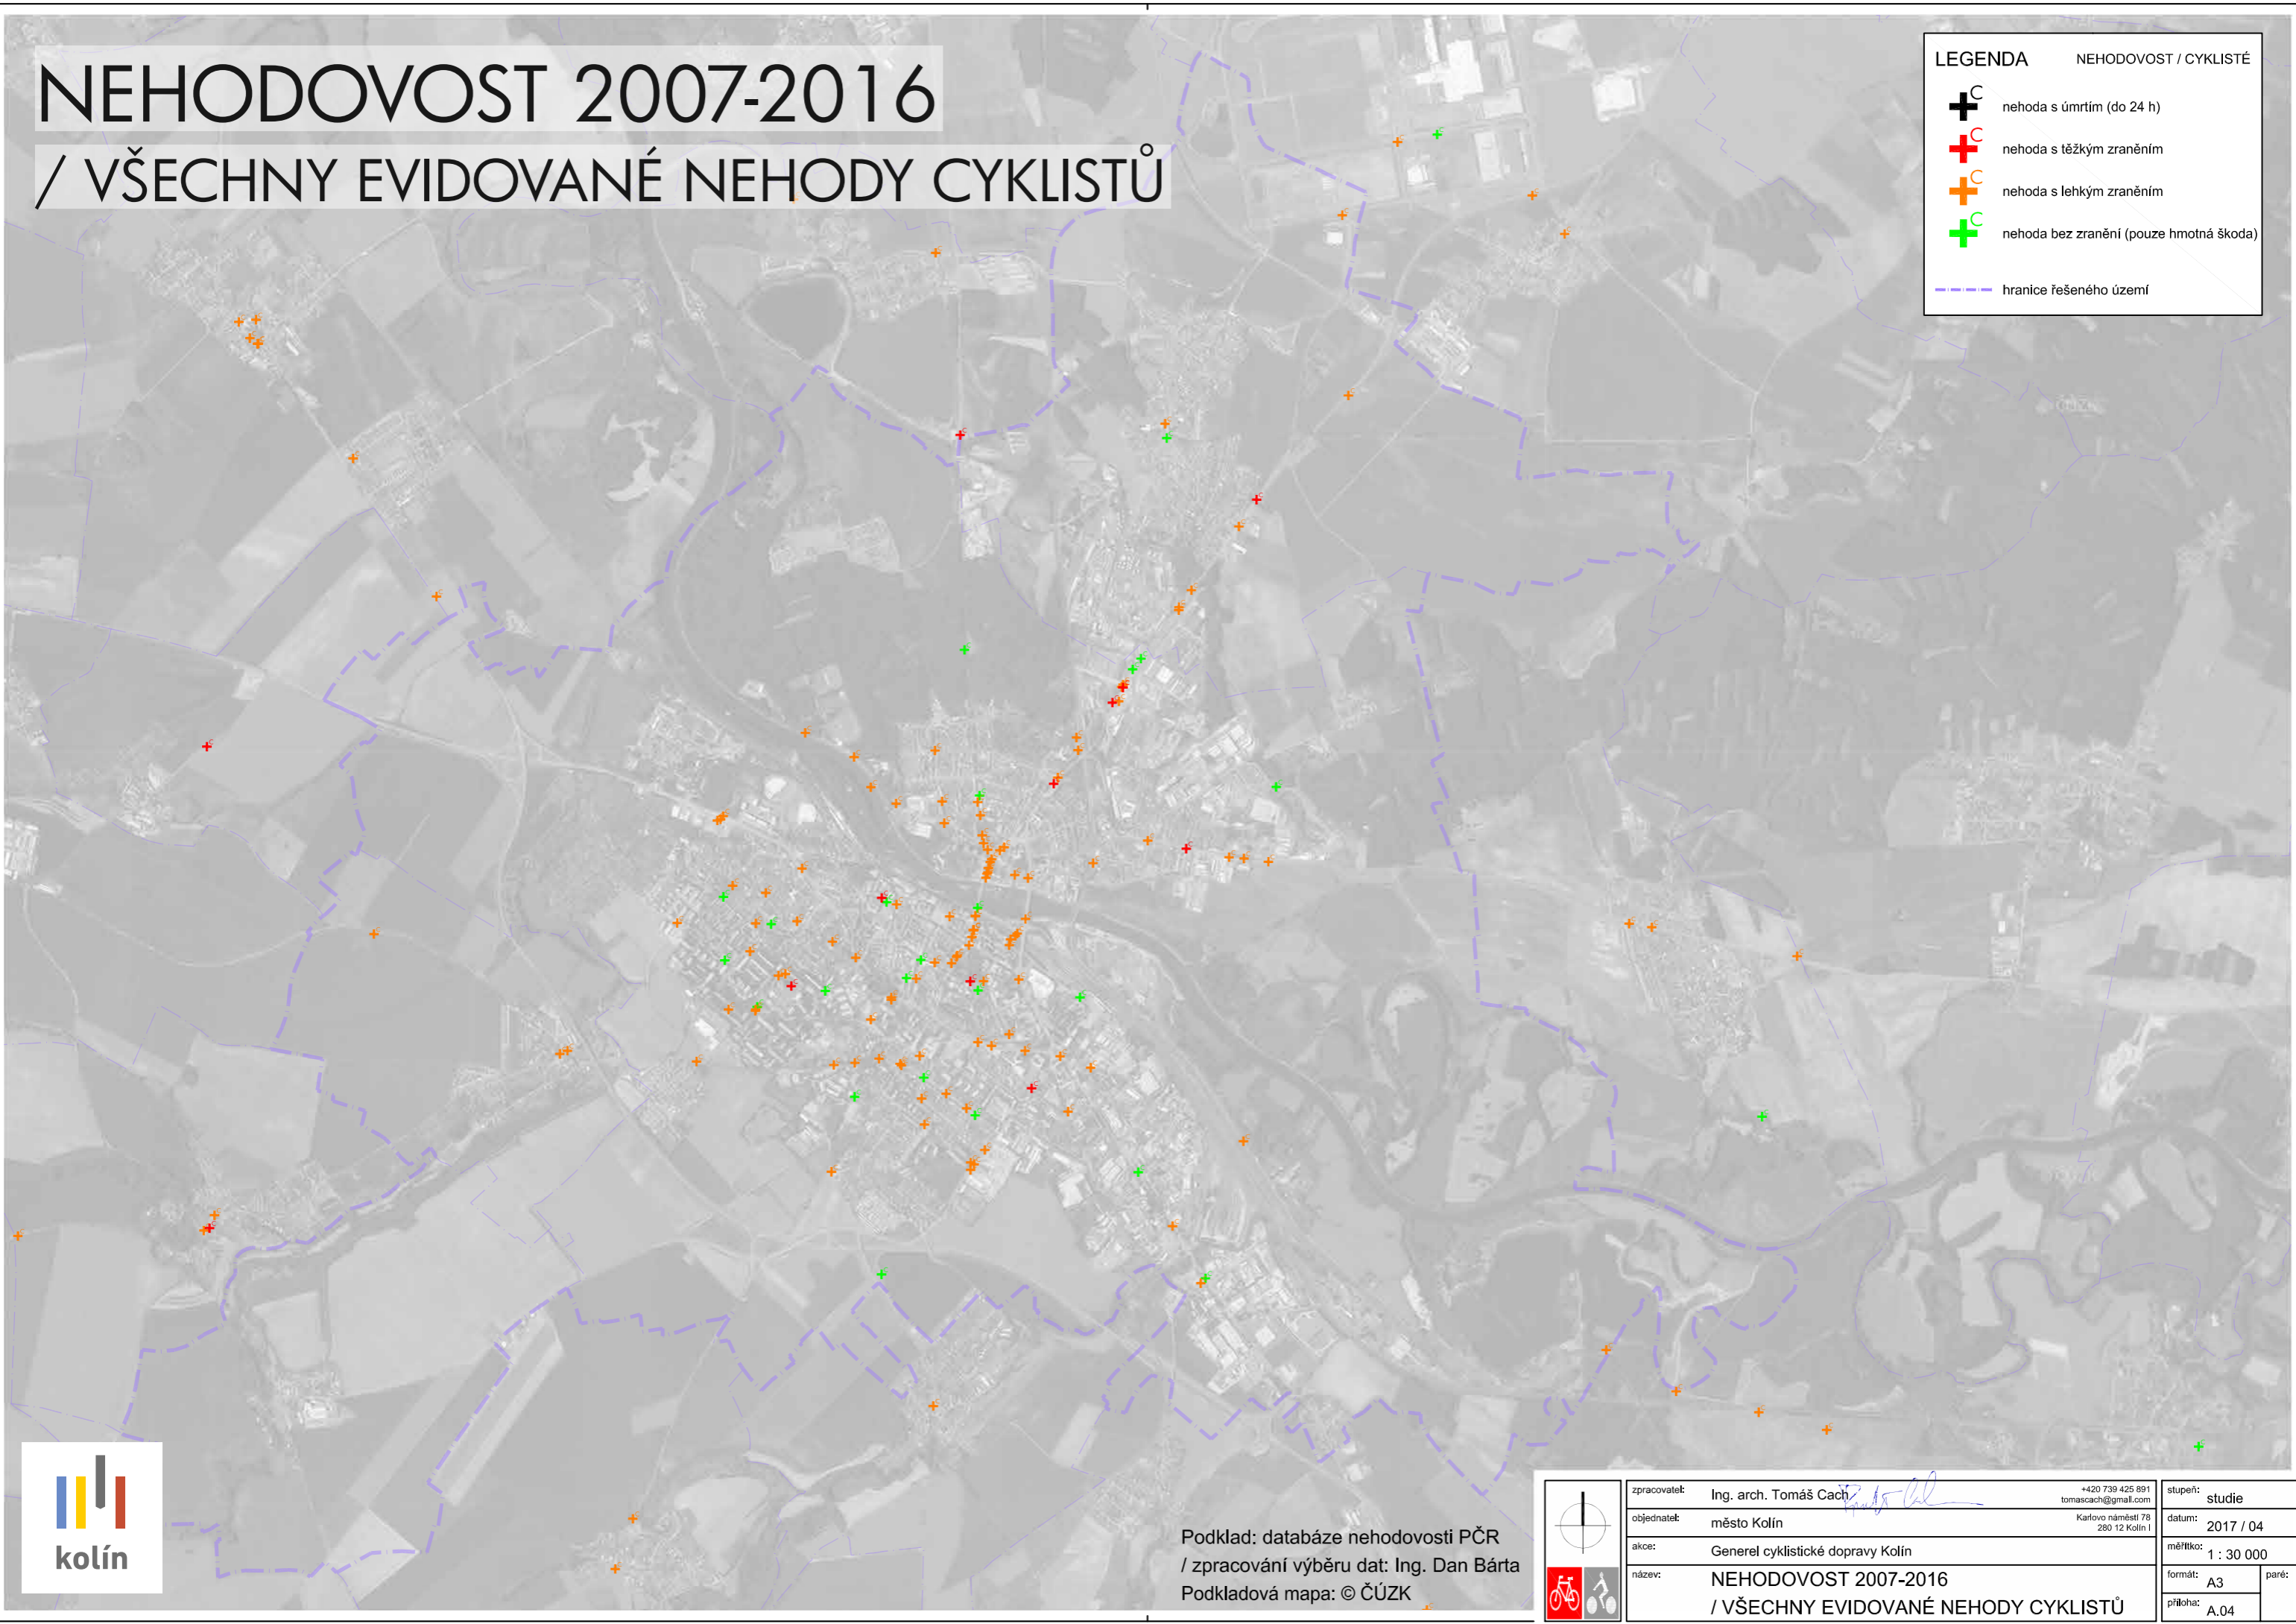 NEHODOVOST 2007-2016
/ VŠECHNY EVIDOVANÉ NEHODY CYKLISTŮ
LEGENDA NEHODOVOST / CYKLISTÉ
C nehoda s úmrtím (do 24 h)
C nehoda s těžkým zraněním
C nehoda s lehkým zraněním
C nehoda bez zranění (pouze hmotná škoda)
hranice řešeného území
kolín
Podklad: databáze nehodovosti PČR
/ zpracování výběru dat: Ing. Dan Bárta
Podkladová mapa: © ČÚZK
zpracovatel: Ing. arch. Tomáš Cach
+420 739 425 891
tomascach@gmail.com
objednatel: město Kolín
Karlovo náměstí 78
280 12 Kolín I
akce: Generel cyklistické dopravy Kolín
název: NEHODOVOST 2007-2016
/ VŠECHNY EVIDOVANÉ NEHODY CYKLISTŮ
stupeň: studie
datum: 2017 / 04
měřítko: 1 : 30 000
formát: A3
paré:
příloha: A.04